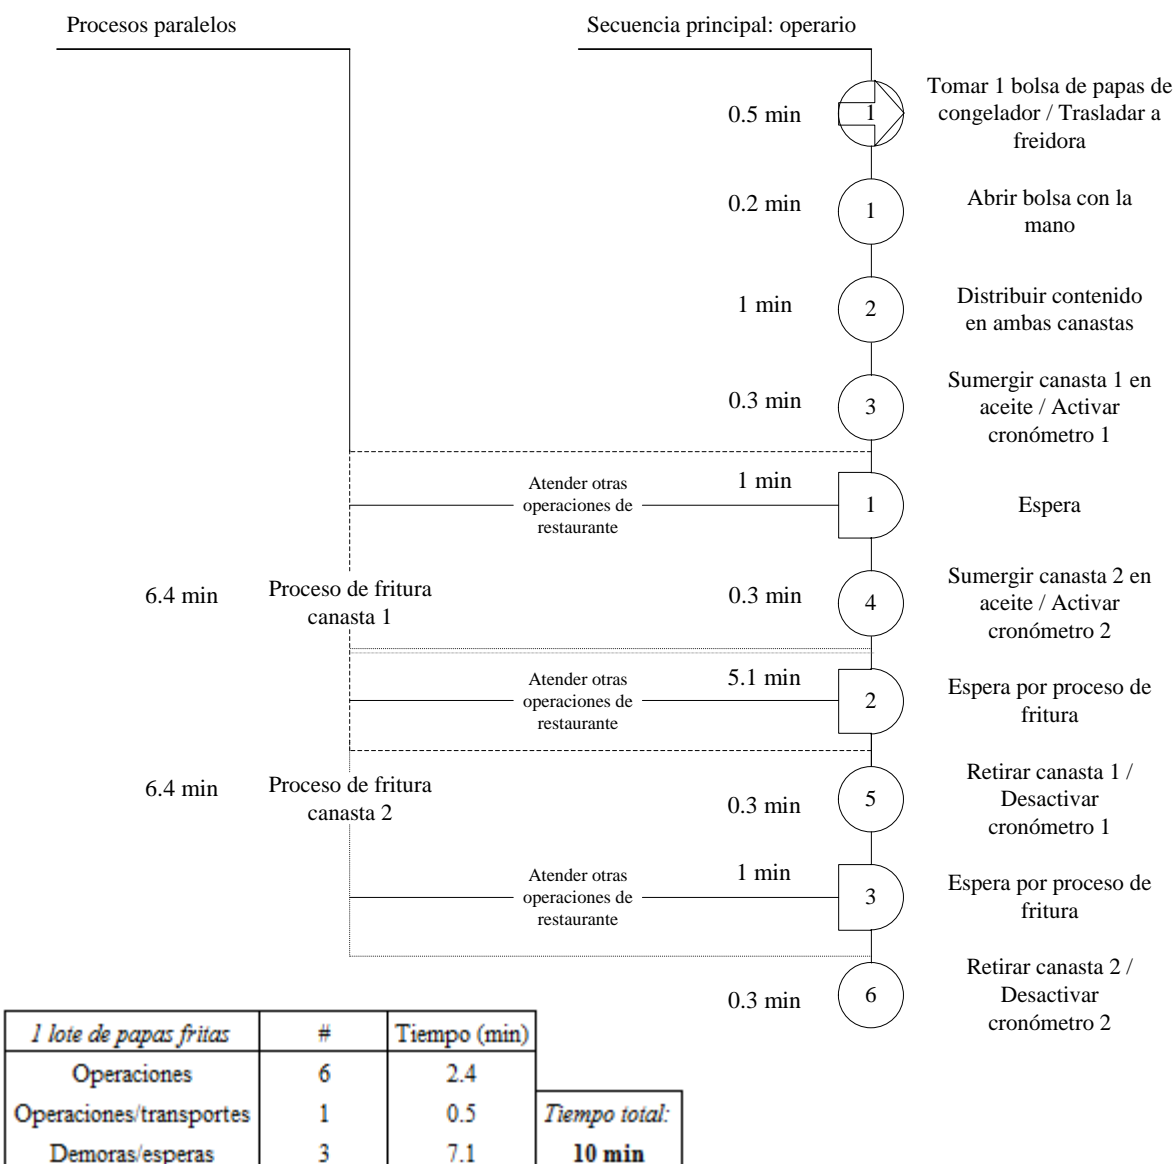 Procesos paralelos
Secuencia principal: operario
0.5 min
1
Tomar 1 bolsa de papas de
congelador / Trasladar a
freidora
0.2 min
1
Abrir bolsa con la
mano
1 min
2
Distribuir contenido
en ambas canastas
0.3 min
3
Sumergir canasta 1 en
aceite / Activar
cronómetro 1
Atender otras
operaciones de
restaurante
1 min
1
Espera
6.4 min
Proceso de fritura
canasta 1
0.3 min
4
Sumergir canasta 2 en
aceite / Activar
cronómetro 2
Atender otras
operaciones de
restaurante
5.1 min
2
Espera por proceso de
fritura
6.4 min
Proceso de fritura
canasta 2
0.3 min
5
Retirar canasta 1 /
Desactivar
cronómetro 1
Atender otras
operaciones de
restaurante
1 min
3
Espera por proceso de
fritura
0.3 min
6
Retirar canasta 2 /
Desactivar
cronómetro 2
1 lote de papas fritas # Tiempo (min)
Operaciones 6 2.4
Operaciones/transportes 1 0.5 Tiempo total:
Demoras/esperas 3 7.1 10 min